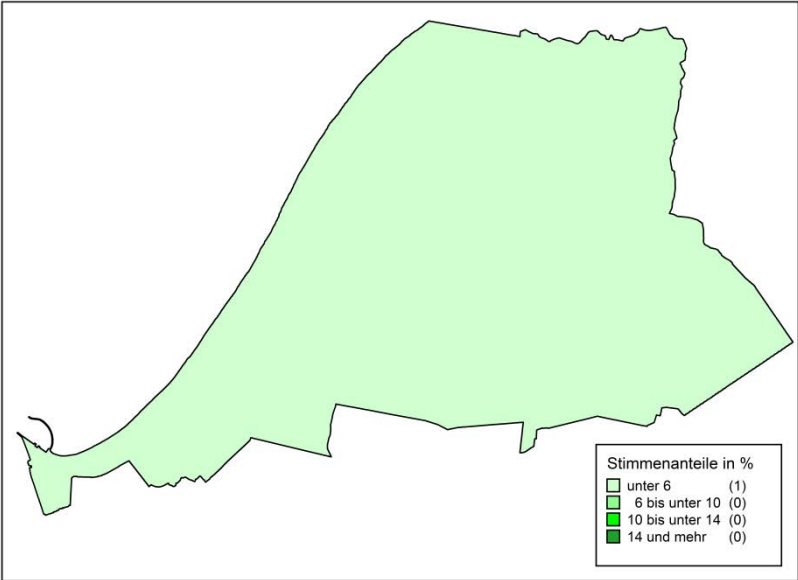 Stimmenanteile in %
unter 6 (1)
6 bis unter 10 (0)
10 bis unter 14 (0)
14 und mehr (0)